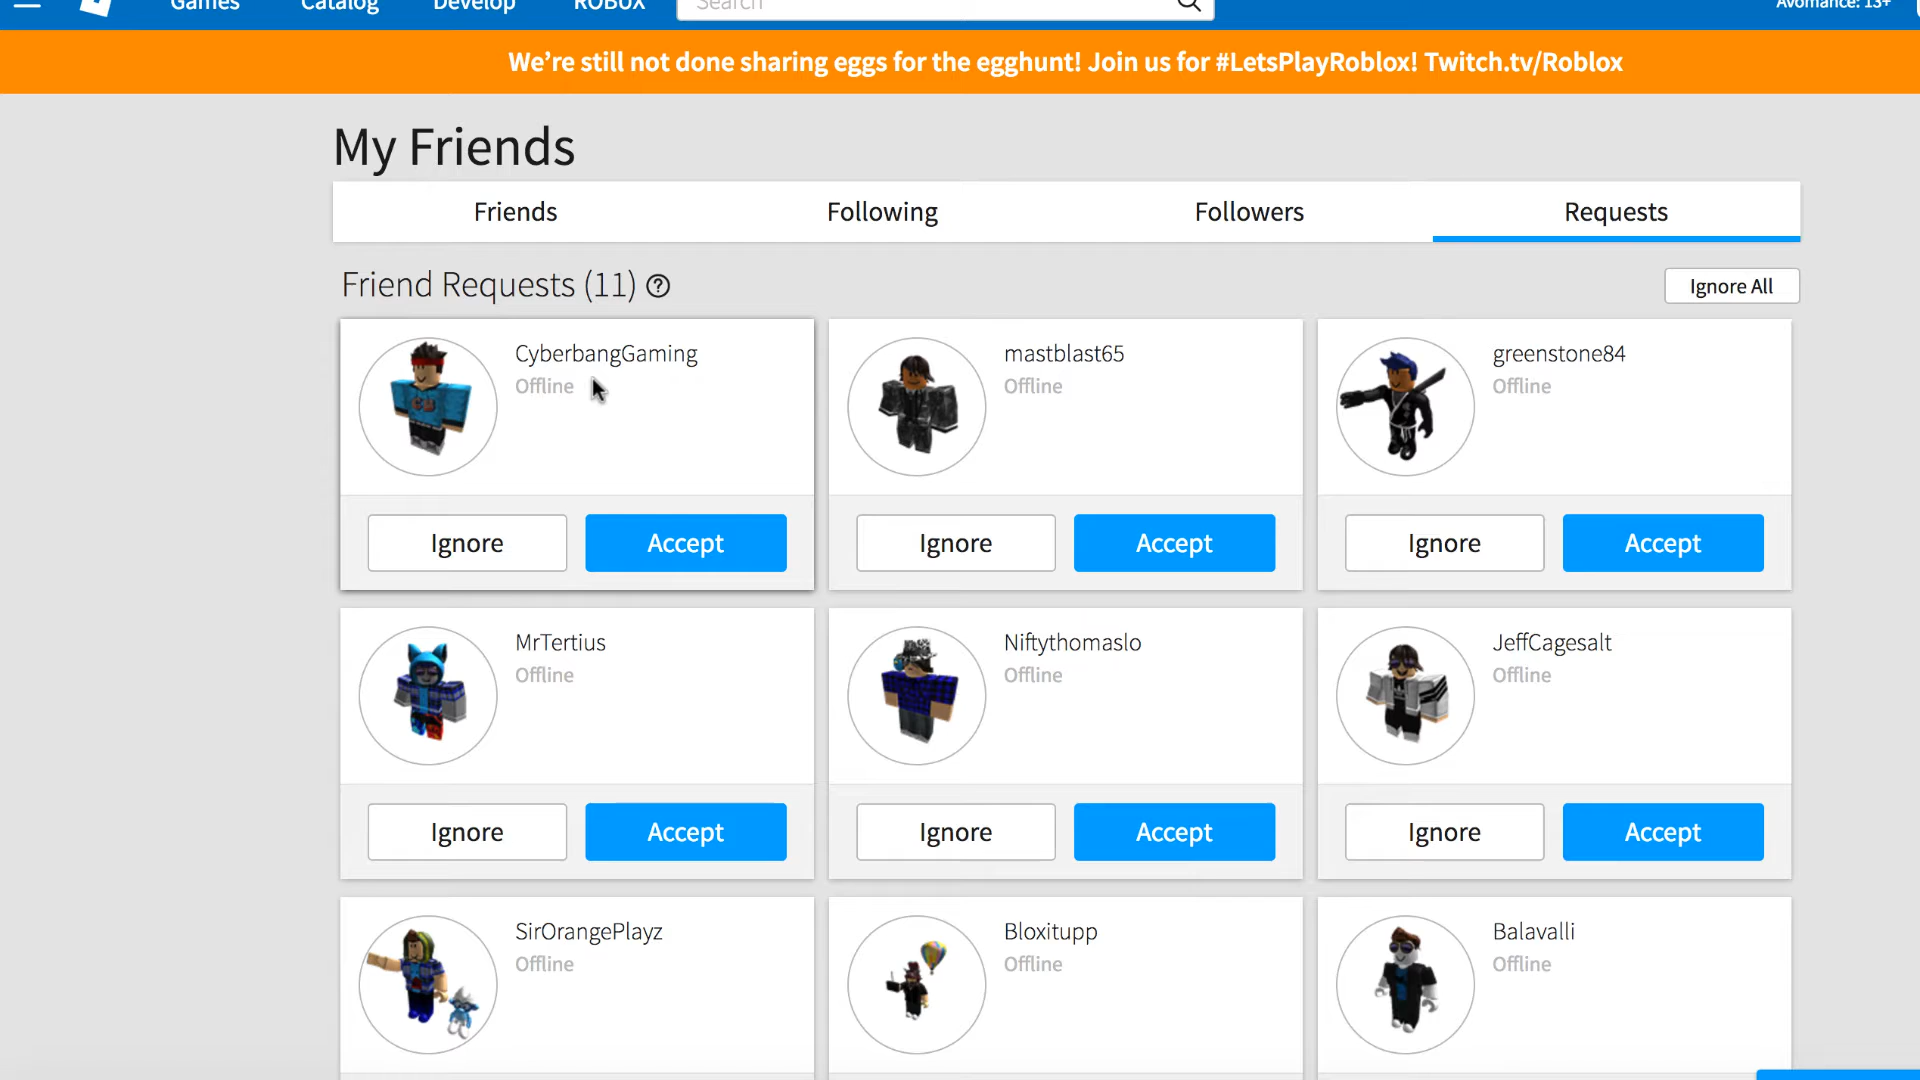 Games Catalog Develop ROBUX Search Avomance: 13+
We’re still not done sharing eggs for the egghunt! Join us for #LetsPlayRoblox! Twitch.tv/Roblox
My Friends
Friends Following Followers Requests
Friend Requests (11) ?
Ignore All
CyberbangGaming
Offline
Ignore Accept
mastblast65
Offline
Ignore Accept
greenstone84
Offline
Ignore Accept
MrTertius
Offline
Ignore Accept
Niftythomaslo
Offline
Ignore Accept
JeffCagesalt
Offline
Ignore Accept
SirOrangePlayz
Offline
Bloxitupp
Offline
Balavalli
Offline